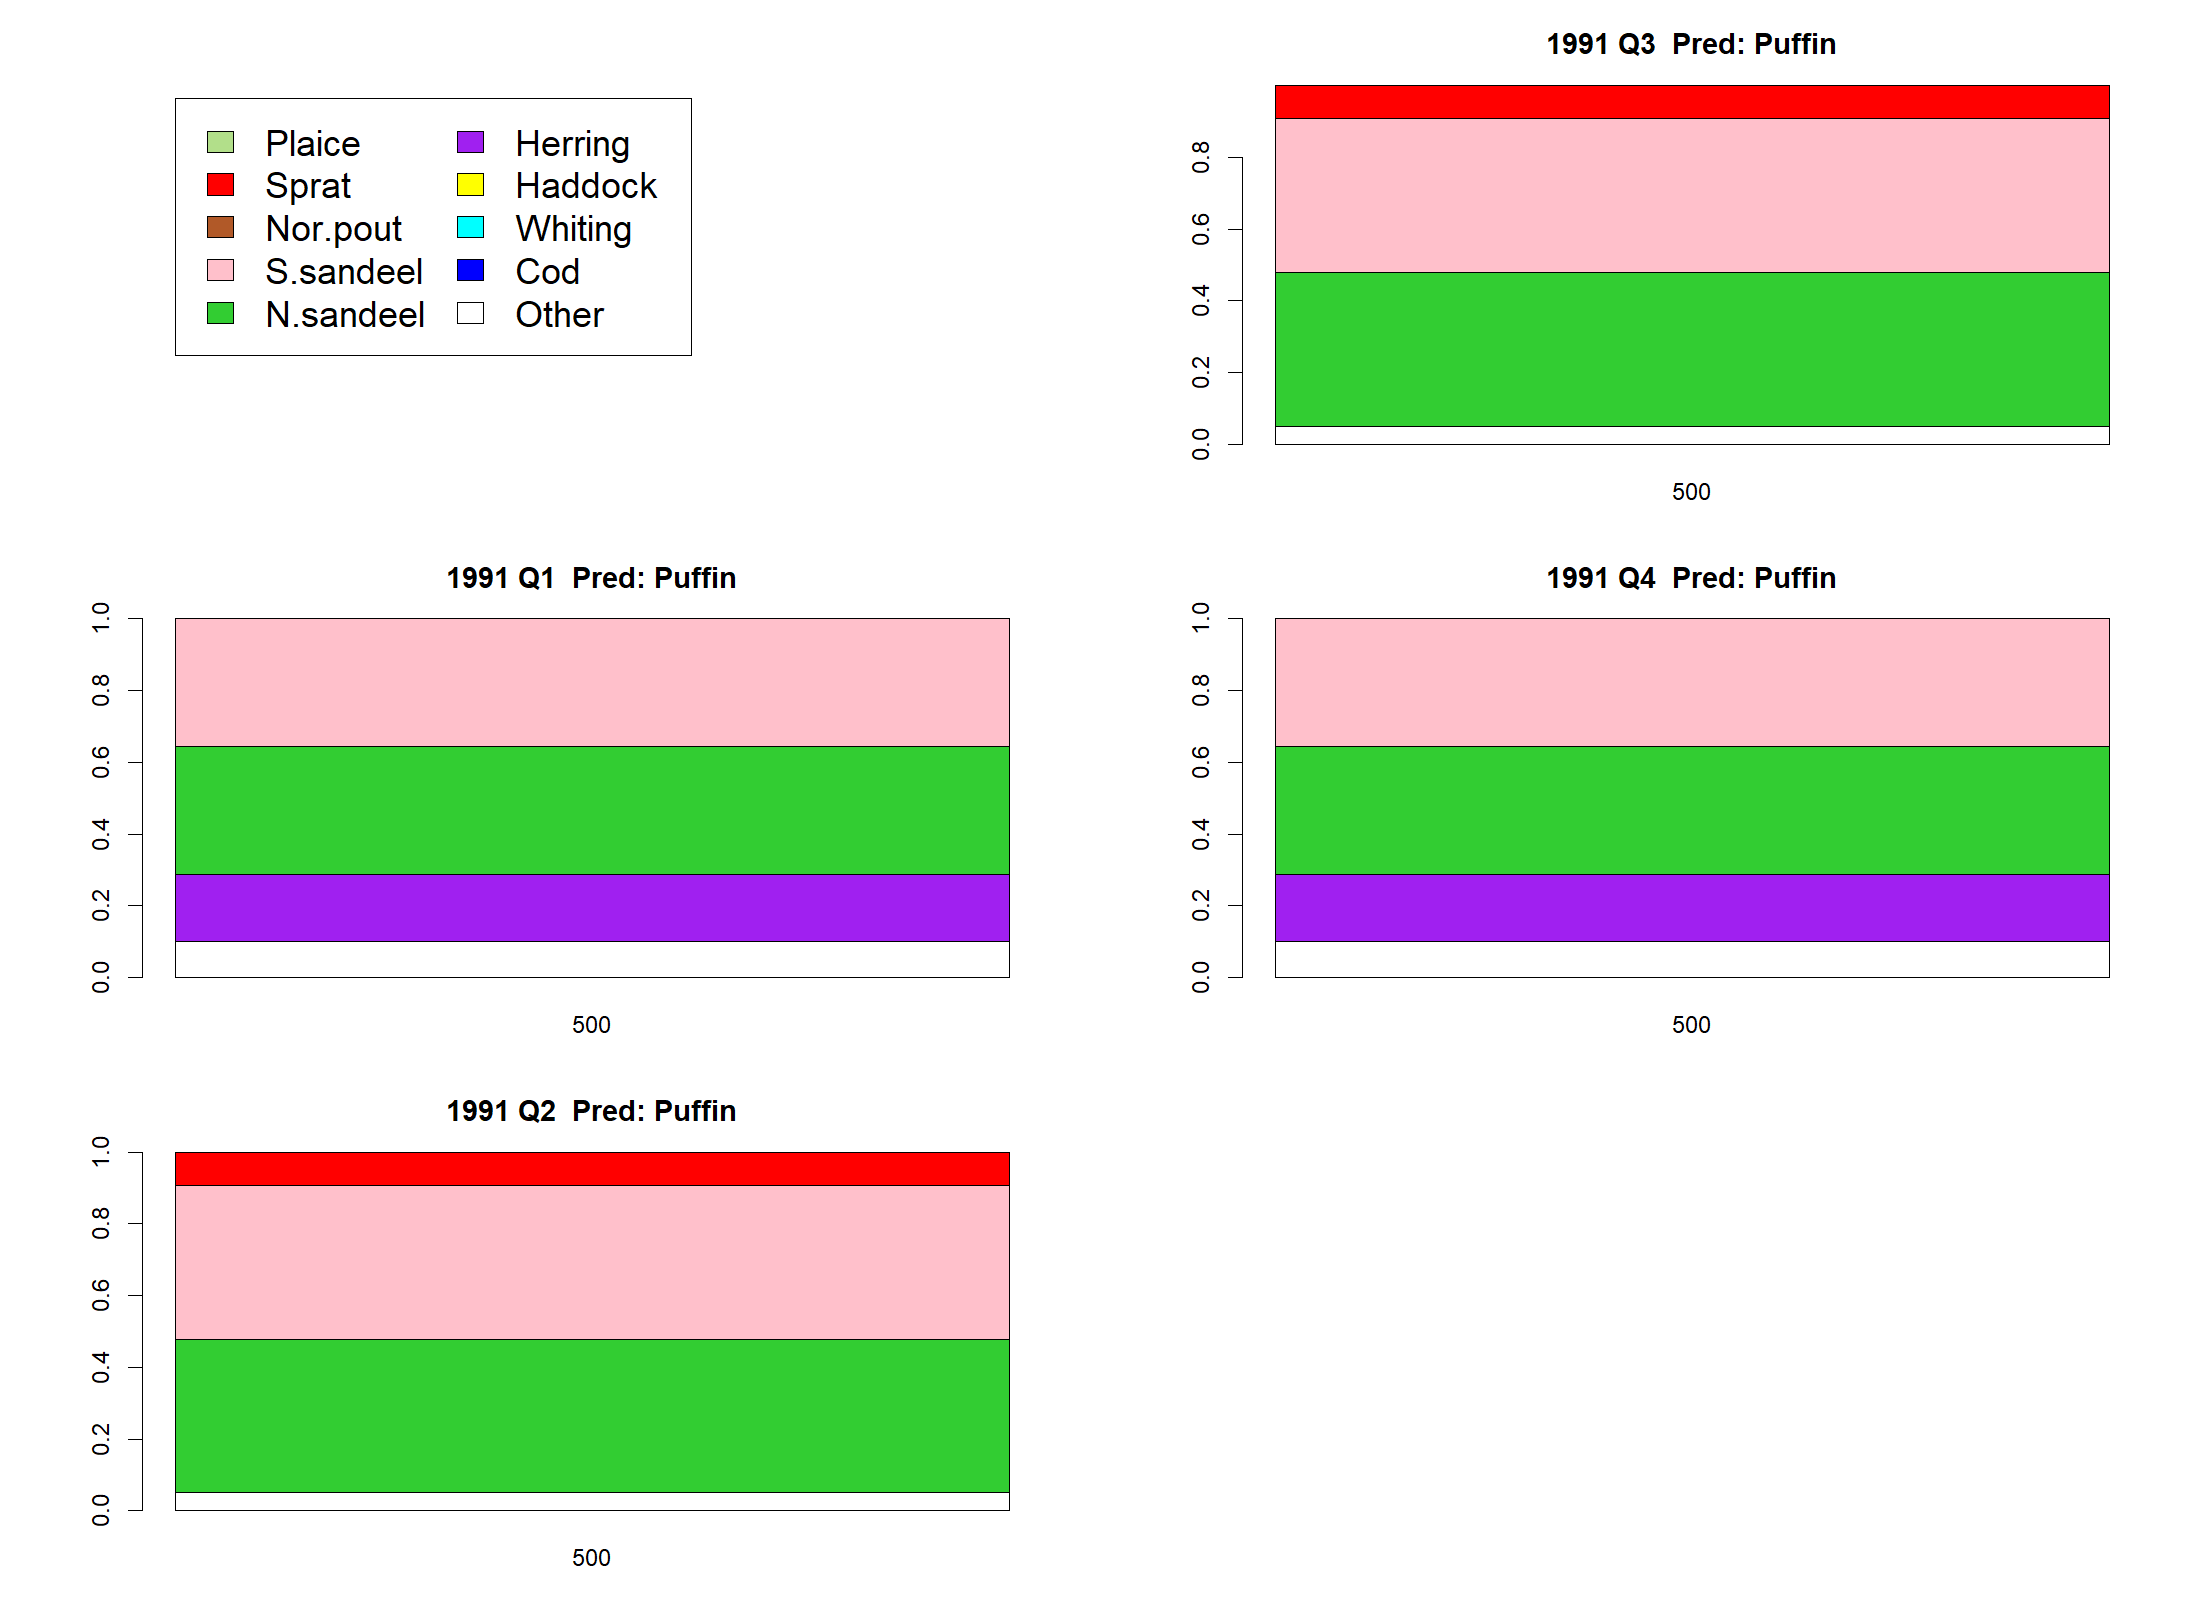 Plaice
Sprat
Nor.pout
S.sandeel
N.sandeel
Herring
Haddock
Whiting
Cod
Other
1991 Q3  Pred: Puffin
0.0 0.2 0.4 0.6 0.8
500
1991 Q1  Pred: Puffin
0.0 0.2 0.4 0.6 0.8 1.0
500
1991 Q4  Pred: Puffin
0.0 0.2 0.4 0.6 0.8 1.0
500
1991 Q2  Pred: Puffin
0.0 0.2 0.4 0.6 0.8 1.0
500